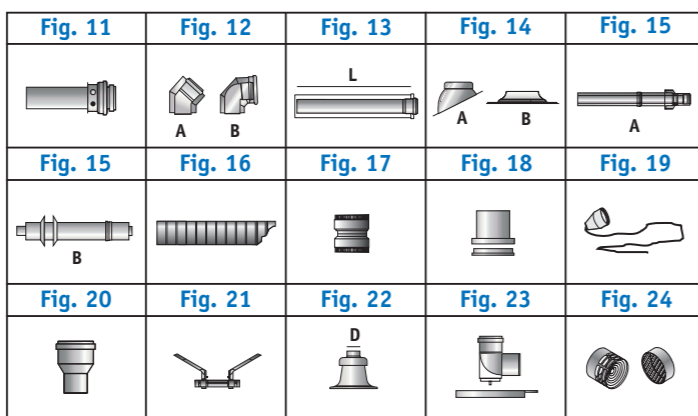 Fig. 11 Fig. 12 Fig. 13 Fig. 14 Fig. 15
L
A B A B A
Fig. 15 Fig. 16 Fig. 17 Fig. 18 Fig. 19
B
Fig. 20 Fig. 21 Fig. 22 Fig. 23 Fig. 24
D